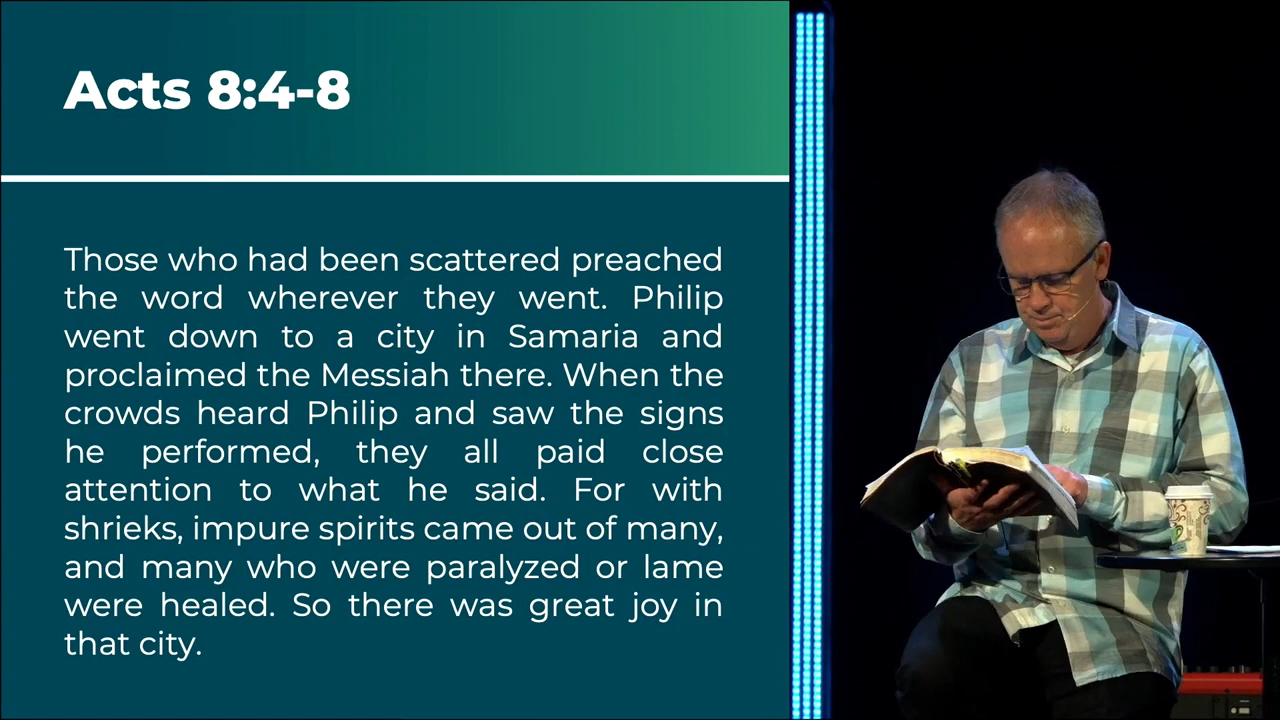 Acts 8:4-8
Those who had been scattered preached
the word wherever they went. Philip
went down to a city in Samaria and
proclaimed the Messiah there. When the
crowds heard Philip and saw the signs
he performed, they all paid close
attention to what he said. For with
shrieks, impure spirits came out of many,
and many who were paralyzed or lame
were healed. So there was great joy in
that city.